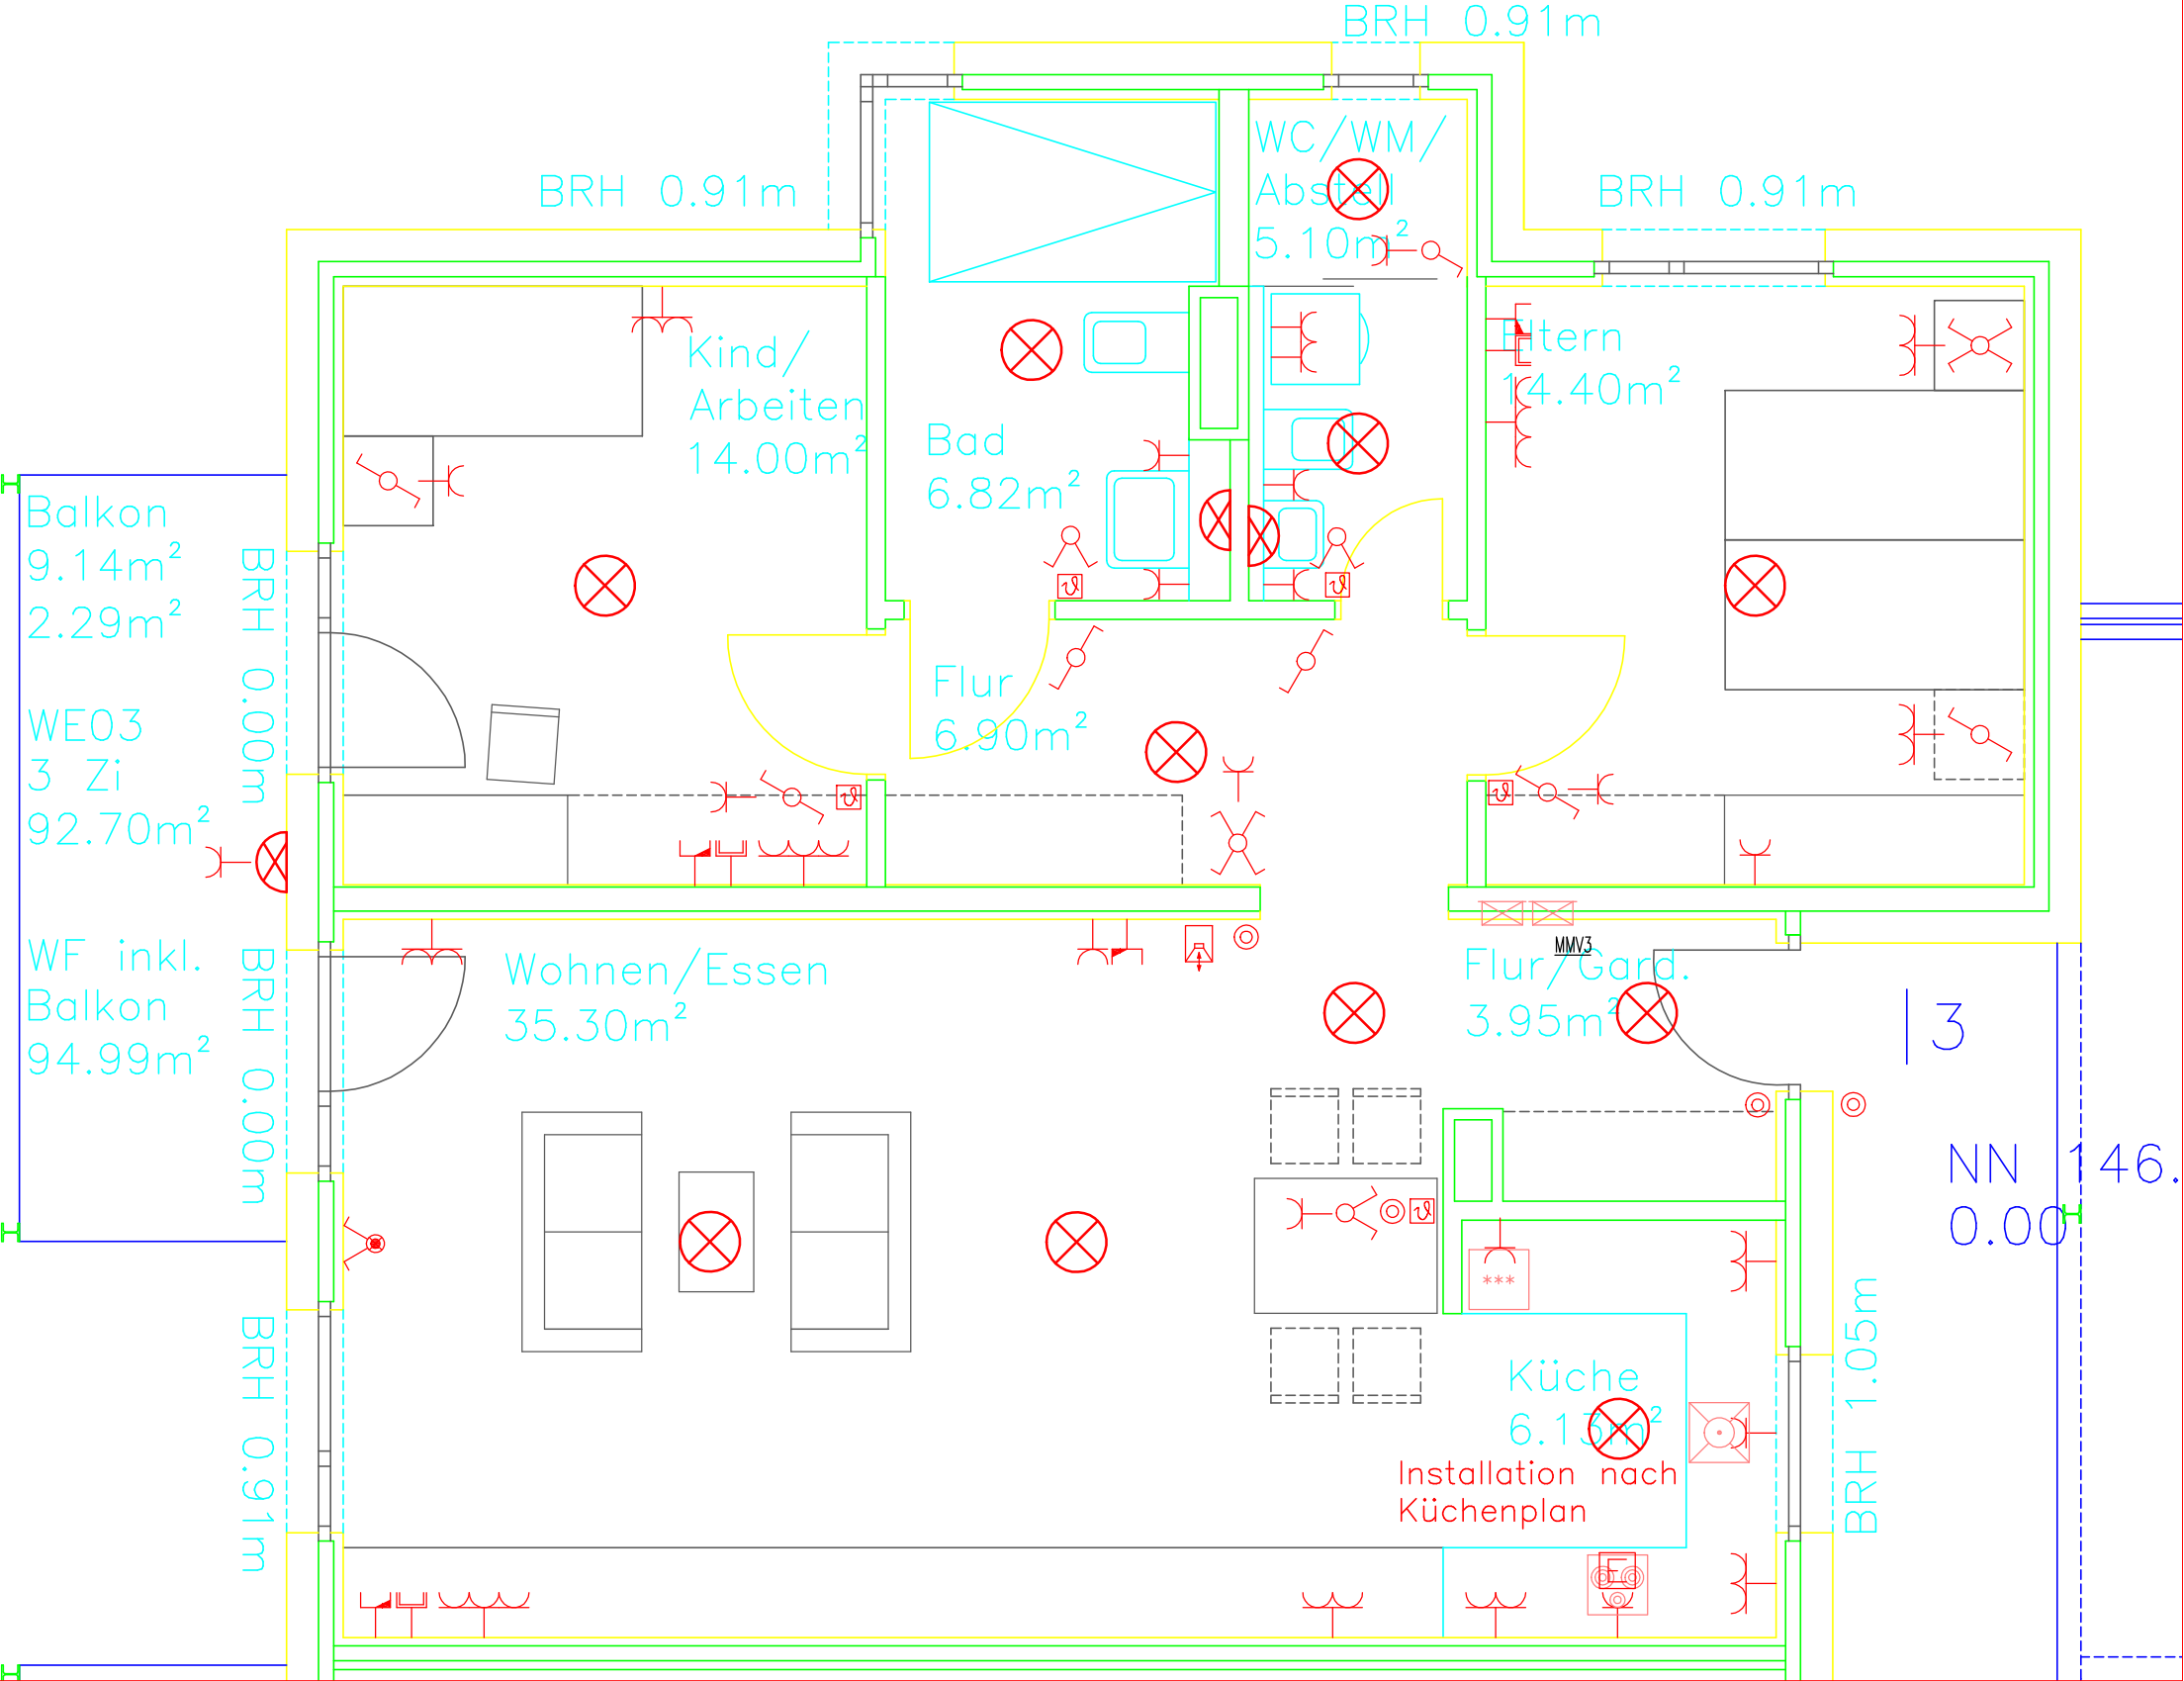 BRH 0.91m
BRH 0.91m
BRH 0.91m
WC/WM/
Abstell
5.10m²
Kind/
Arbeiten
14.00m²
Eltern
14.40m²
Bad
6.82m²
Balkon
9.14m²
2.29m²
BRH 0.00m
WE03
3 Zi
92.70m²
Flur
6.90m²
WF inkl.
Balkon
94.99m²
BRH 0.00m
Wohnen/Essen
35.30m²
MMV3
Flur/Gard.
3.95m²
|3
NN 146.
0.00
***
BRH 0.91m
BRH 1.05m
Küche
6.13m²
Installation nach
Küchenplan
E